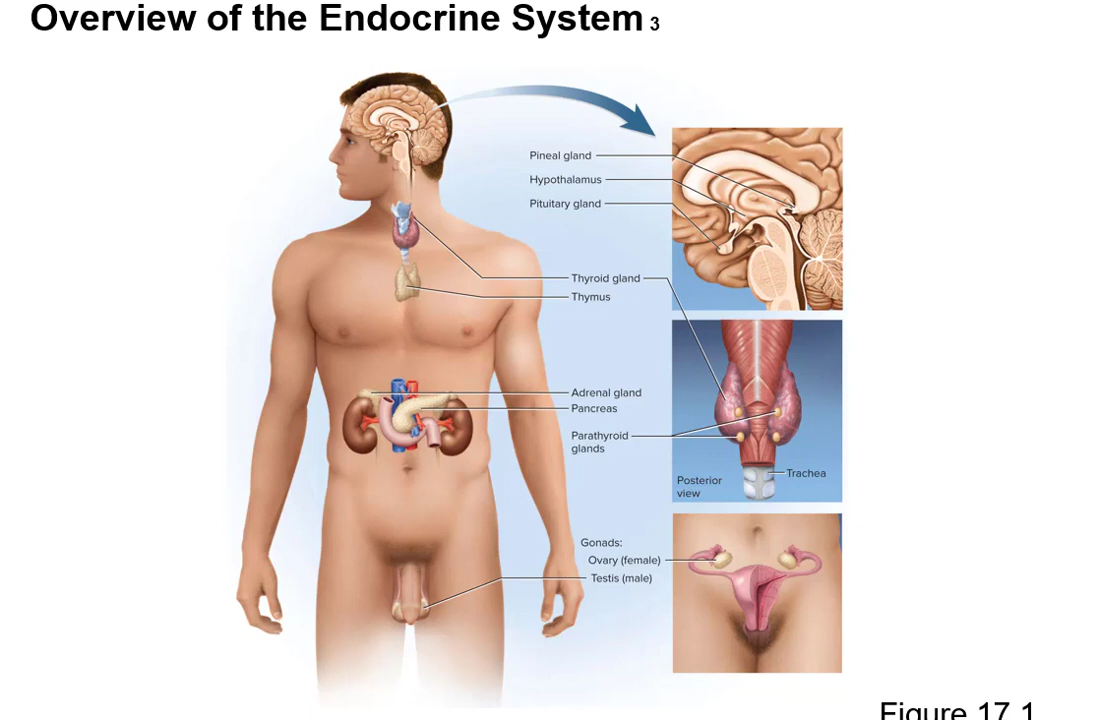 Overview of the Endocrine System 3
Pineal gland
Hypothalamus
Pituitary gland
Thyroid gland
Thymus
Adrenal gland
Pancreas
Parathyroid
glands
Trachea
Posterior
view
Gonads:
Ovary (female)
Testis (male)
Figure 17.1